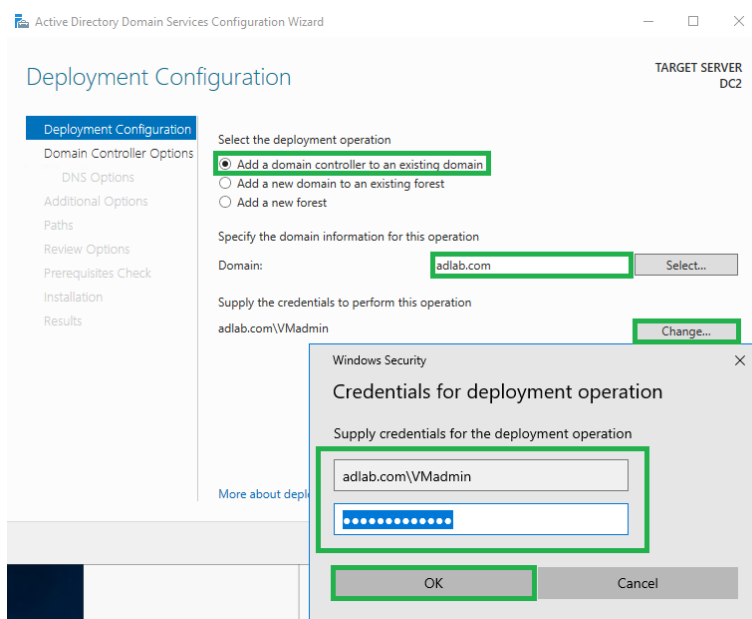 Active Directory Domain Services Configuration Wizard
Deployment Configuration
TARGET SERVER
DC2
Deployment Configuration
Domain Controller Options
DNS Options
Additional Options
Paths
Review Options
Prerequisites Check
Installation
Results
Select the deployment operation
Add a domain controller to an existing domain
Add a new domain to an existing forest
Add a new forest
Specify the domain information for this operation
Domain:
adlab.com
Select...
Supply the credentials to perform this operation
adlab.com\VMadmin
Change...
More about
Windows Security
Credentials for deployment operation
Supply credentials for the deployment operation
adlab.com\VMadmin
●●●●●●●●●●●●●
OK
Cancel